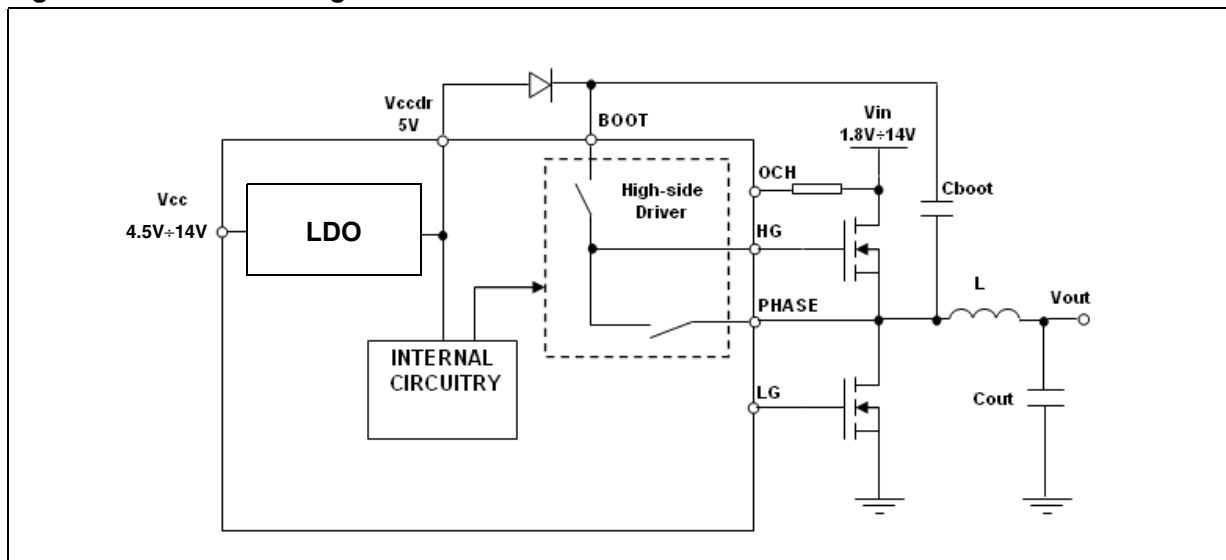 Vccdr
5V
BOOT
Vin
1.8V÷14V
OCH
High-side
Driver
Cboot
Vcc
4.5V÷14V
LDO
HG
L
Vout
PHASE
INTERNAL
CIRCUITRY
LG
Cout